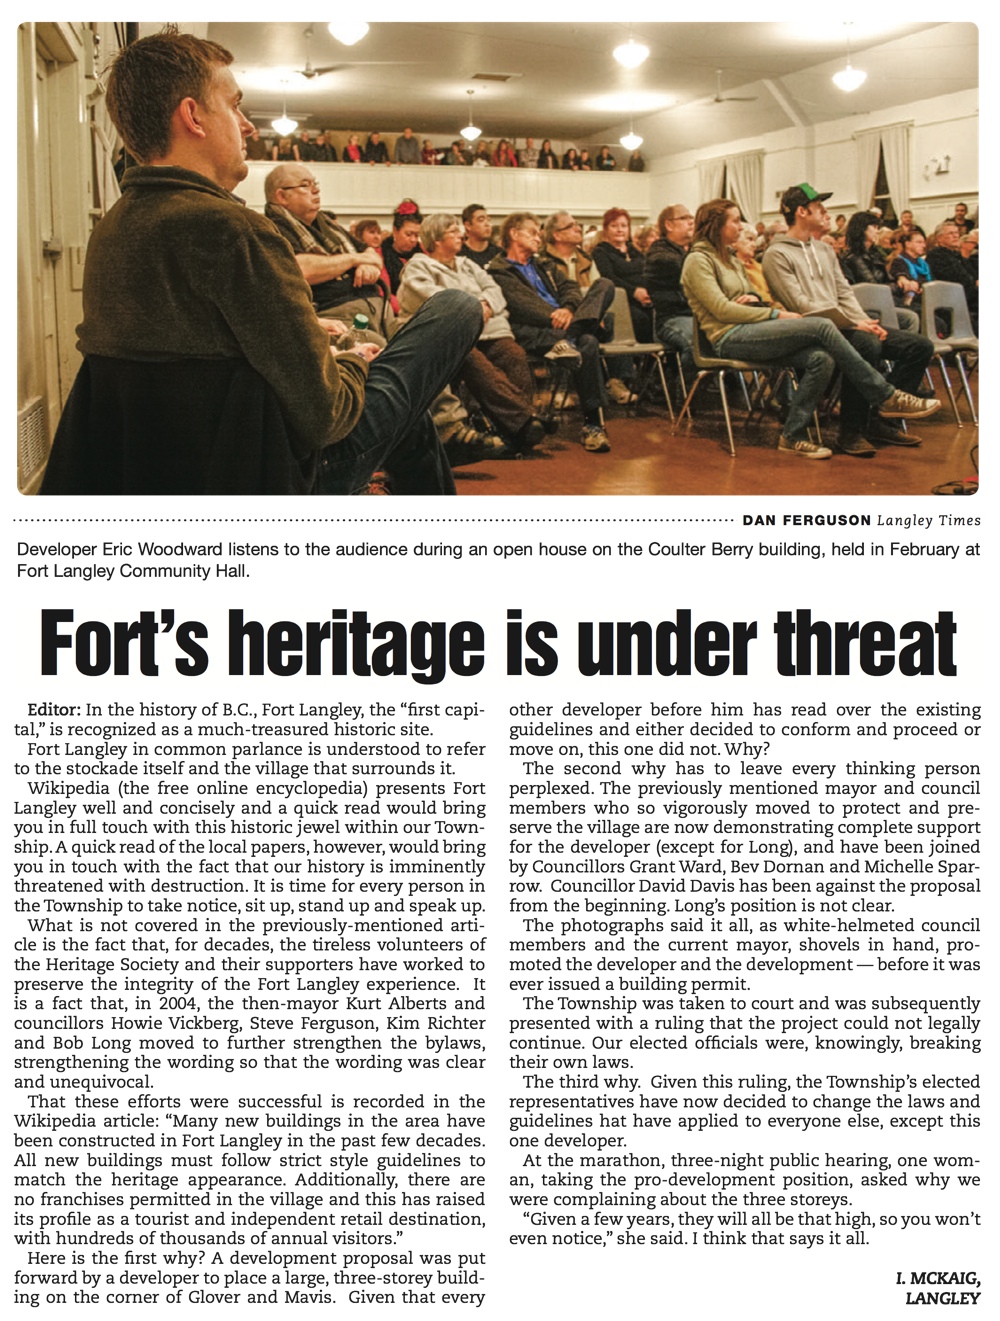 DAN FERGUSON Langley Times
Developer Eric Woodward listens to the audience during an open house on the Coulter Berry building, held in February at
Fort Langley Community Hall.
Fort's heritage is under threat
Editor: In the history of B.C., Fort Langley, the “first capi-
tal,” is recognized as a much-treasured historic site.
Fort Langley in common parlance is understood to refer
to the stockade itself and the village that surrounds it.
Wikipedia (the free online encyclopedia) presents Fort
Langley well and concisely and a quick read would bring
you in full touch with this historic jewel within our Town-
ship. A quick read of the local papers, however, would bring
you in touch with the fact that our history is imminently
threatened with destruction. It is time for every person in
the Township to take notice, sit up, stand up and speak up.
What is not covered in the previously-mentioned arti-
cle is the fact that, for decades, the tireless volunteers of
the Heritage Society and their supporters have worked to
preserve the integrity of the Fort Langley experience. It
is a fact that, in 2004, the then-mayor Kurt Alberts and
councillors Howie Vickberg, Steve Ferguson, Kim Richter
and Bob Long moved to further strengthen the bylaws,
strengthening the wording so that the wording was clear
and unequivocal.
That these efforts were successful is recorded in the
Wikipedia article: “Many new buildings in the area have
been constructed in Fort Langley in the past few decades.
All new buildings must follow strict style guidelines to
match the heritage appearance. Additionally, there are
no franchises permitted in the village and this has raised
its profile as a tourist and independent retail destination,
with hundreds of thousands of annual visitors.”
Here is the first why? A development proposal was put
forward by a developer to place a large, three-storey build-
ing on the corner of Glover and Mavis. Given that every
other developer before him has read over the existing
guidelines and either decided to conform and proceed or
move on, this one did not. Why?
The second why has to leave every thinking person
perplexed. The previously mentioned mayor and council
members who so vigorously moved to protect and pre-
serve the village are now demonstrating complete support
for the developer (except for Long), and have been joined
by Councillors Grant Ward, Bev Dornan and Michelle Spar-
row. Councillor David Davis has been against the proposal
from the beginning. Long's position is not clear.
The photographs said it all, as white-helmeted council
members and the current mayor, shovels in hand, pro-
moted the developer and the development — before it was
ever issued a building permit.
The Township was taken to court and was subsequently
presented with a ruling that the project could not legally
continue. Our elected officials were, knowingly, breaking
their own laws.
The third why. Given this ruling, the Township's elected
representatives have now decided to change the laws and
guidelines hat have applied to everyone else, except this
one developer.
At the marathon, three-night public hearing, one wom-
an, taking the pro-development position, asked why we
were complaining about the three storeys.
“Given a few years, they will all be that high, so you won't
even notice,” she said. I think that says it all.
I. MCKAIG,
LANGLEY